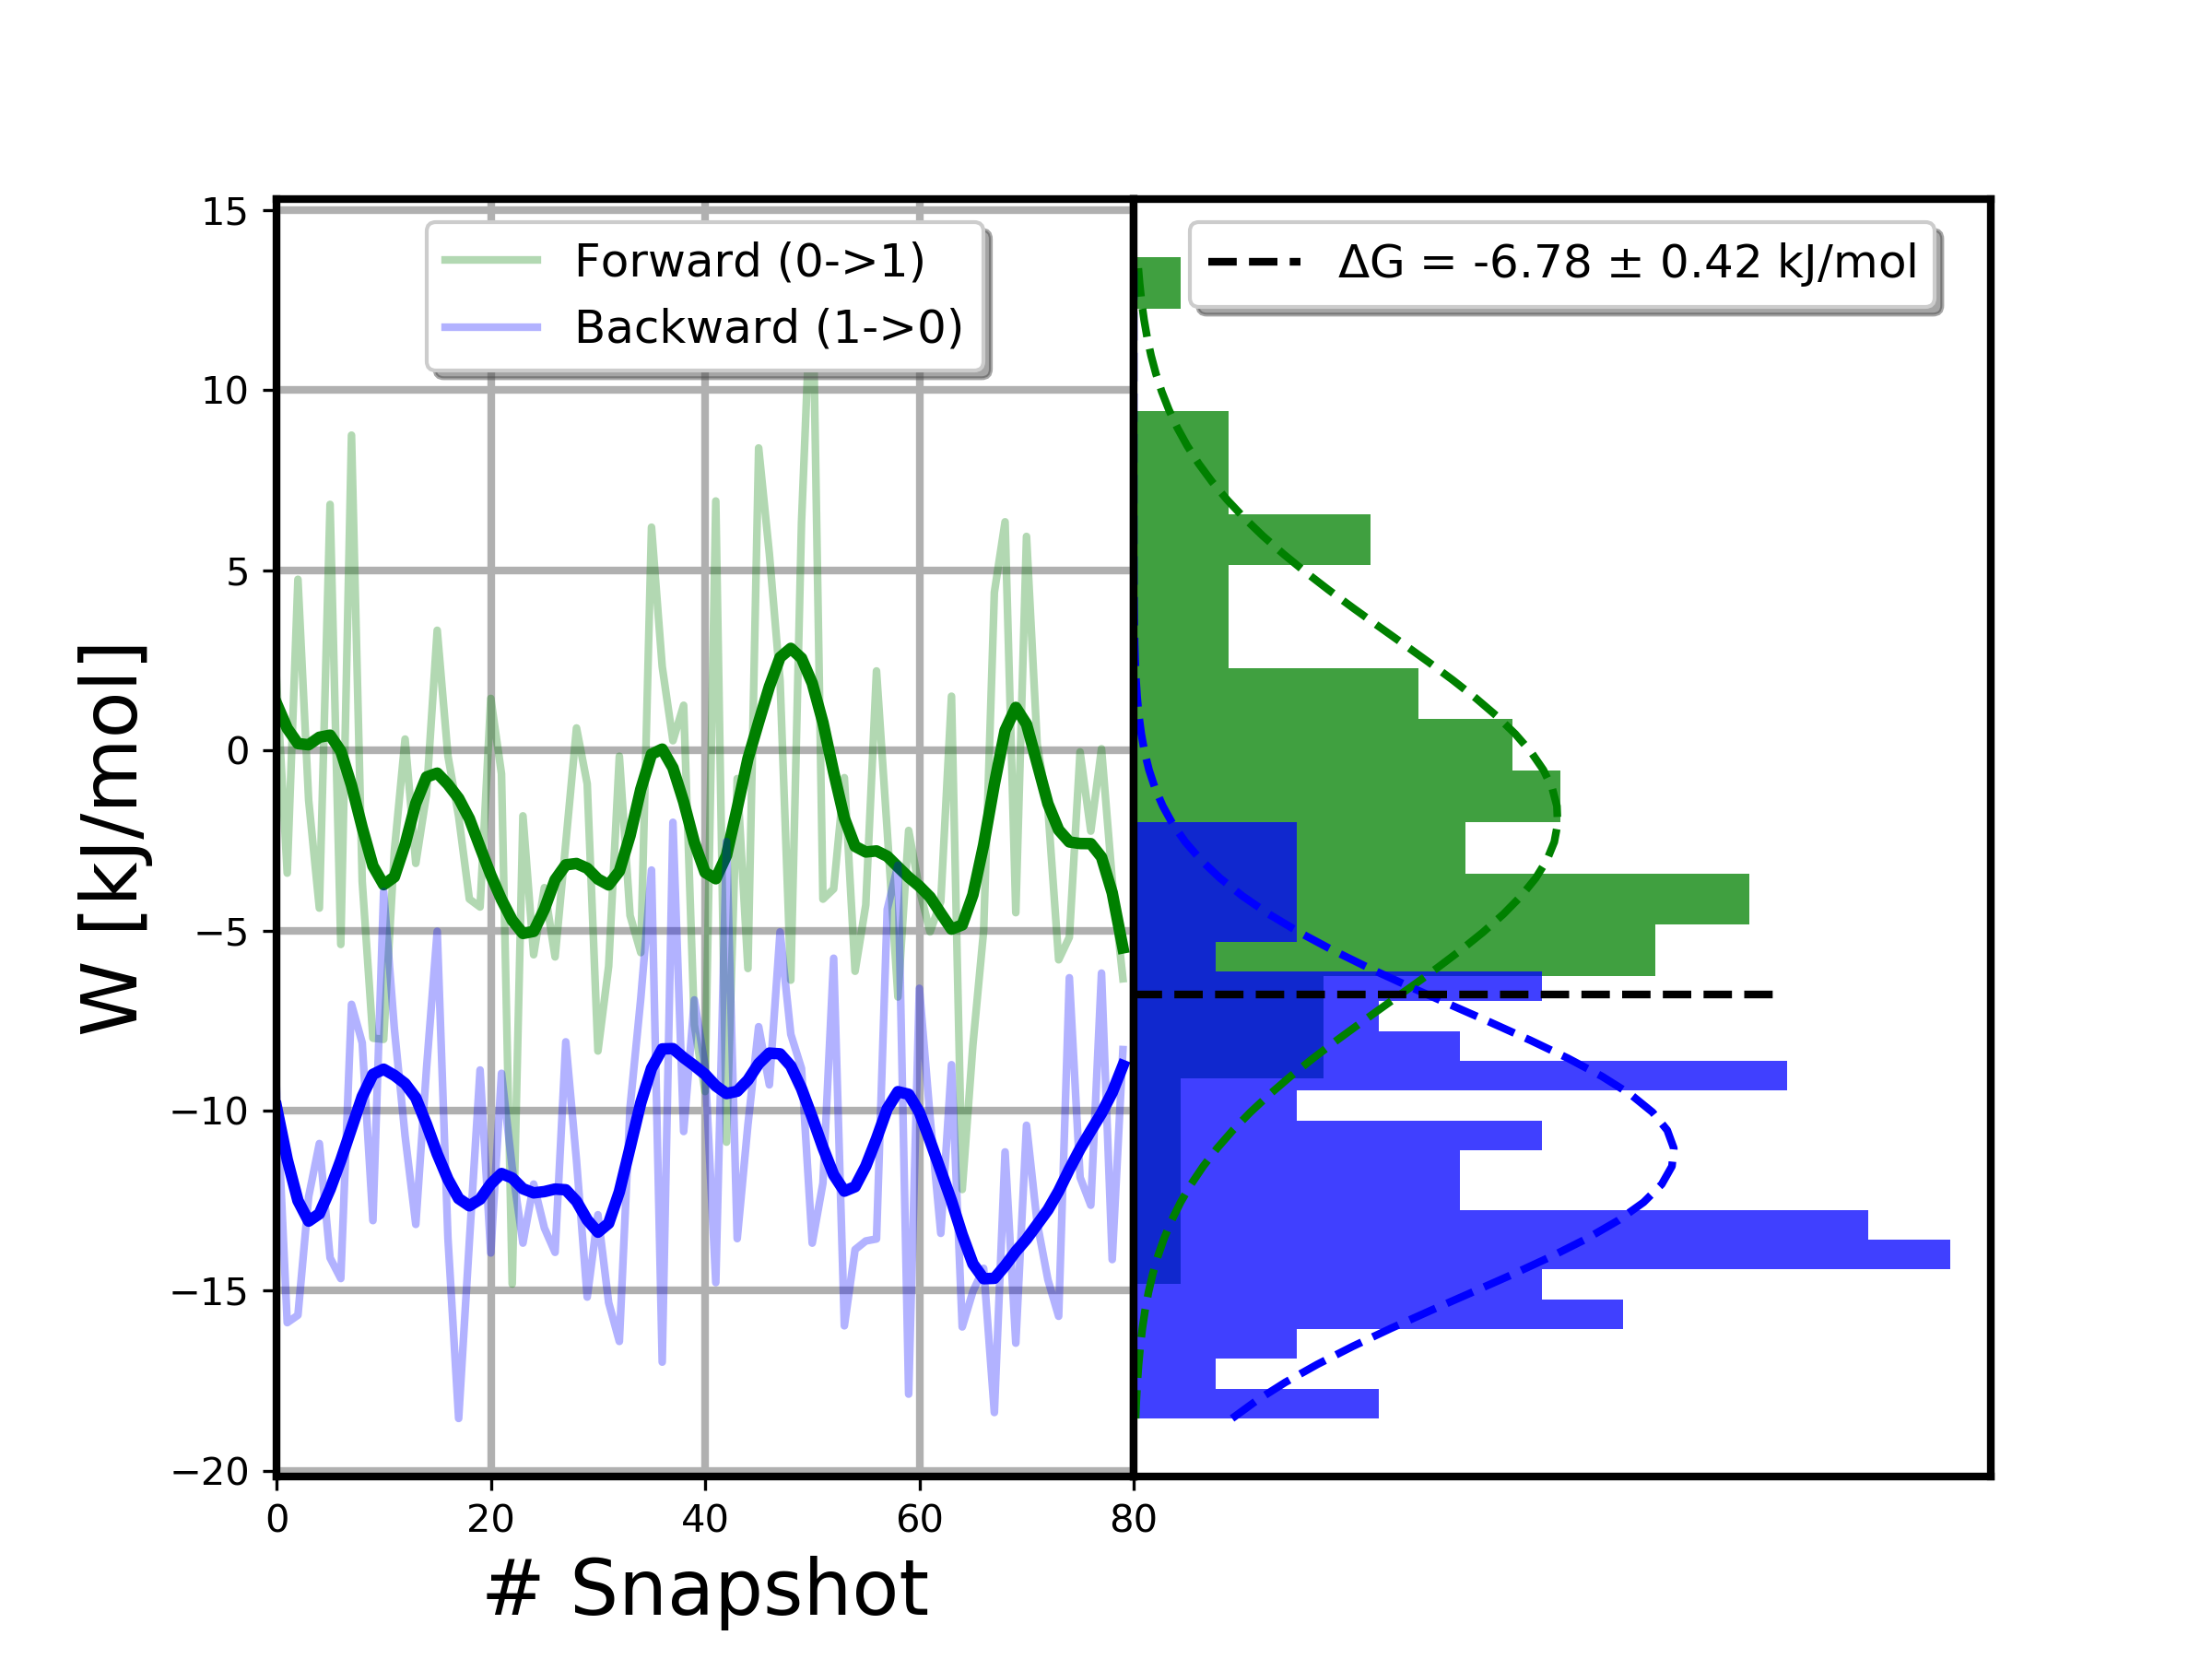 Forward (0->1)
Backward (1->0)
ΔG = -6.78 ± 0.42 kJ/mol
W [kJ/mol]
15
10
5
0
−5
−10
−15
−20
0 20 40 60 80
# Snapshot